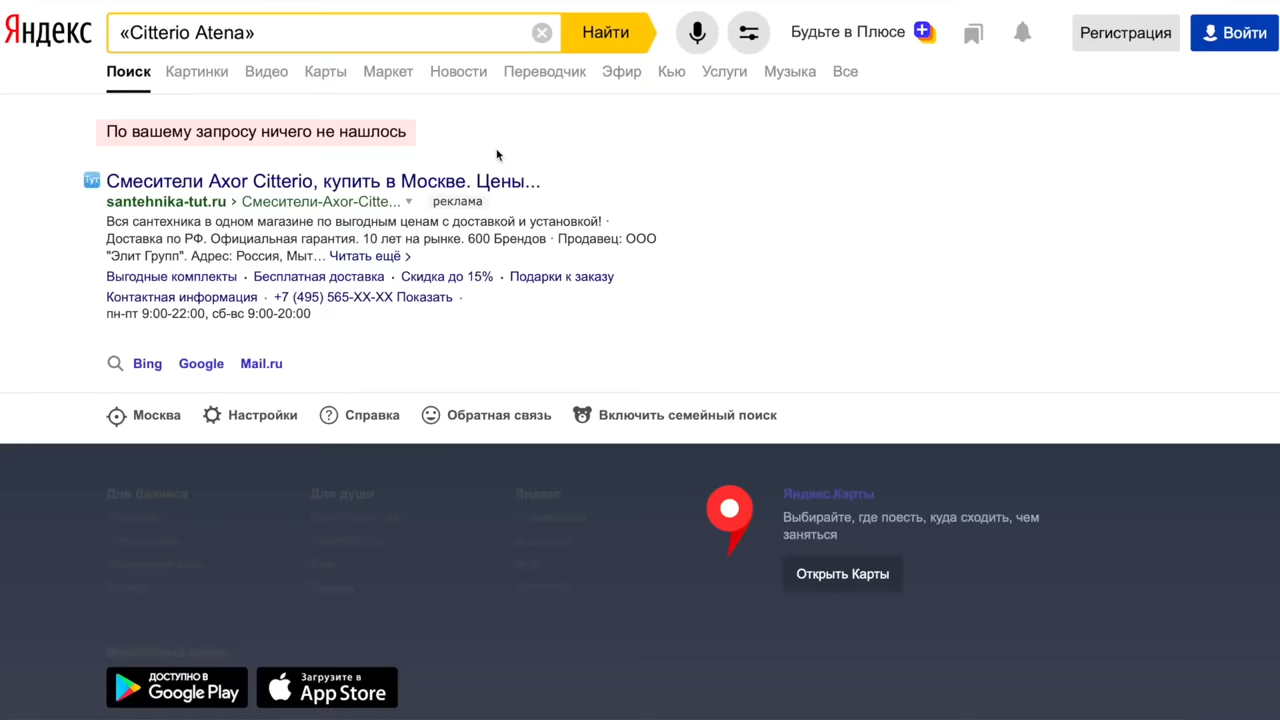 Яндекс
«Citterio Atena»
Найти
Будьте в Плюсе
Регистрация
Войти
Поиск Картинки Видео Карты Маркет Новости Переводчик Эфир Кью Услуги Музыка Все
По вашему запросу ничего не нашлось
Тут
Смесители Axor Citterio, купить в Москве. Цены...
santehnika-tut.ru › Смесители-Axor-Citte... реклама
Вся сантехника в одном магазине по выгодным ценам с доставкой и установкой! ·
Доставка по РФ. Официальная гарантия. 10 лет на рынке. 600 Брендов · Продавец: ООО
"Элит Групп". Адрес: Россия, Мыт… Читать ещё ›
Выгодные комплекты · Бесплатная доставка · Скидка до 15% · Подарки к заказу
Контактная информация · +7 (495) 565-XX-XX Показать ·
пн-пт 9:00-22:00, сб-вс 9:00-20:00
Bing Google Mail.ru
Москва Настройки Справка Обратная связь Включить семейный поиск
Для бизнеса Для души Яндекс Яндекс.Карты
Выбирайте, где поесть, куда сходить, чем
заняться
Открыть Карты
ДОСТУПНО В
Google Play
Загрузите в
App Store